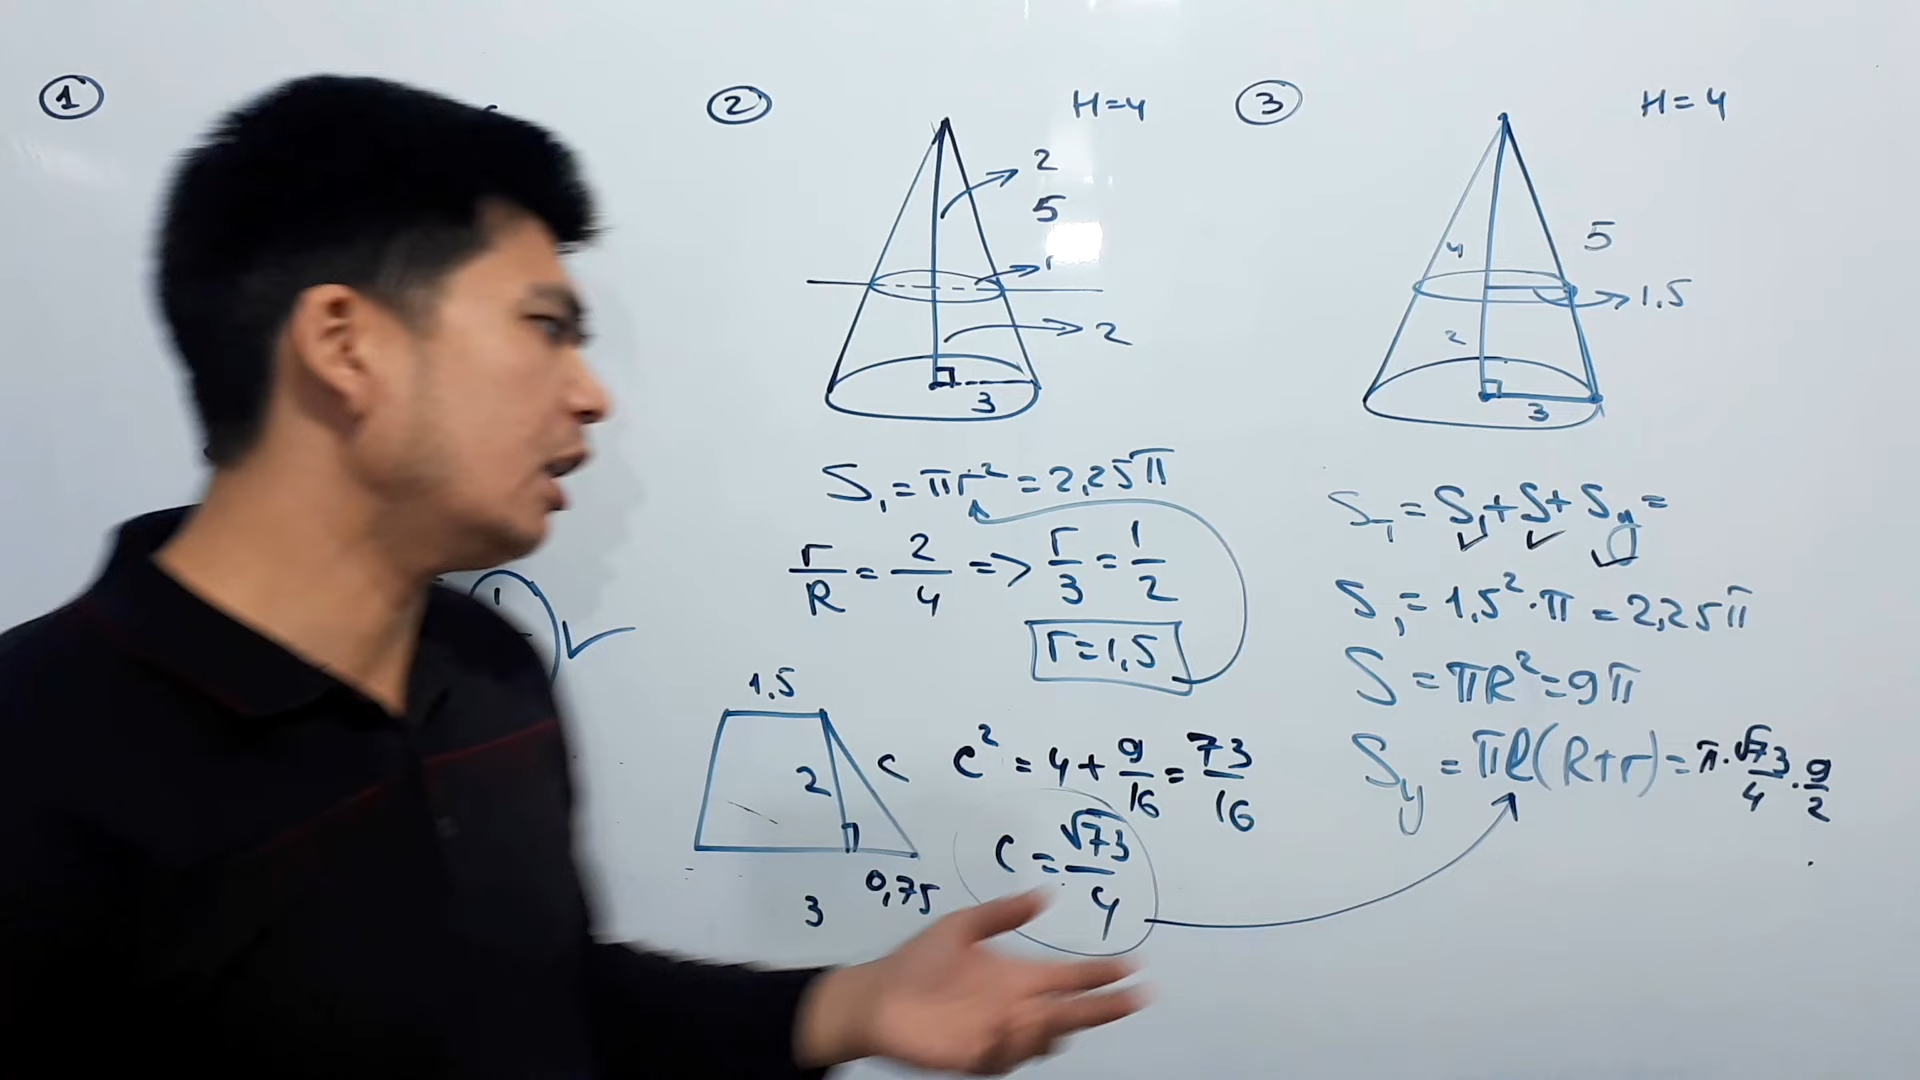 ①
② H=4
2
5
r
2
3
S₁=πr²=2,25π
r/R=2/4=>r/3=1/2
r=1,5
1.5
2
c
3
0,75
c²=4+9/16=73/16
c=√73/4
③ H=4
4
5
1.5
2
3
S_T=S₁+S+S_y=
S₁=1.5²·π=2,25π
S=πR²=9π
S_y=πl(R+r)=π·√73/4·9/2